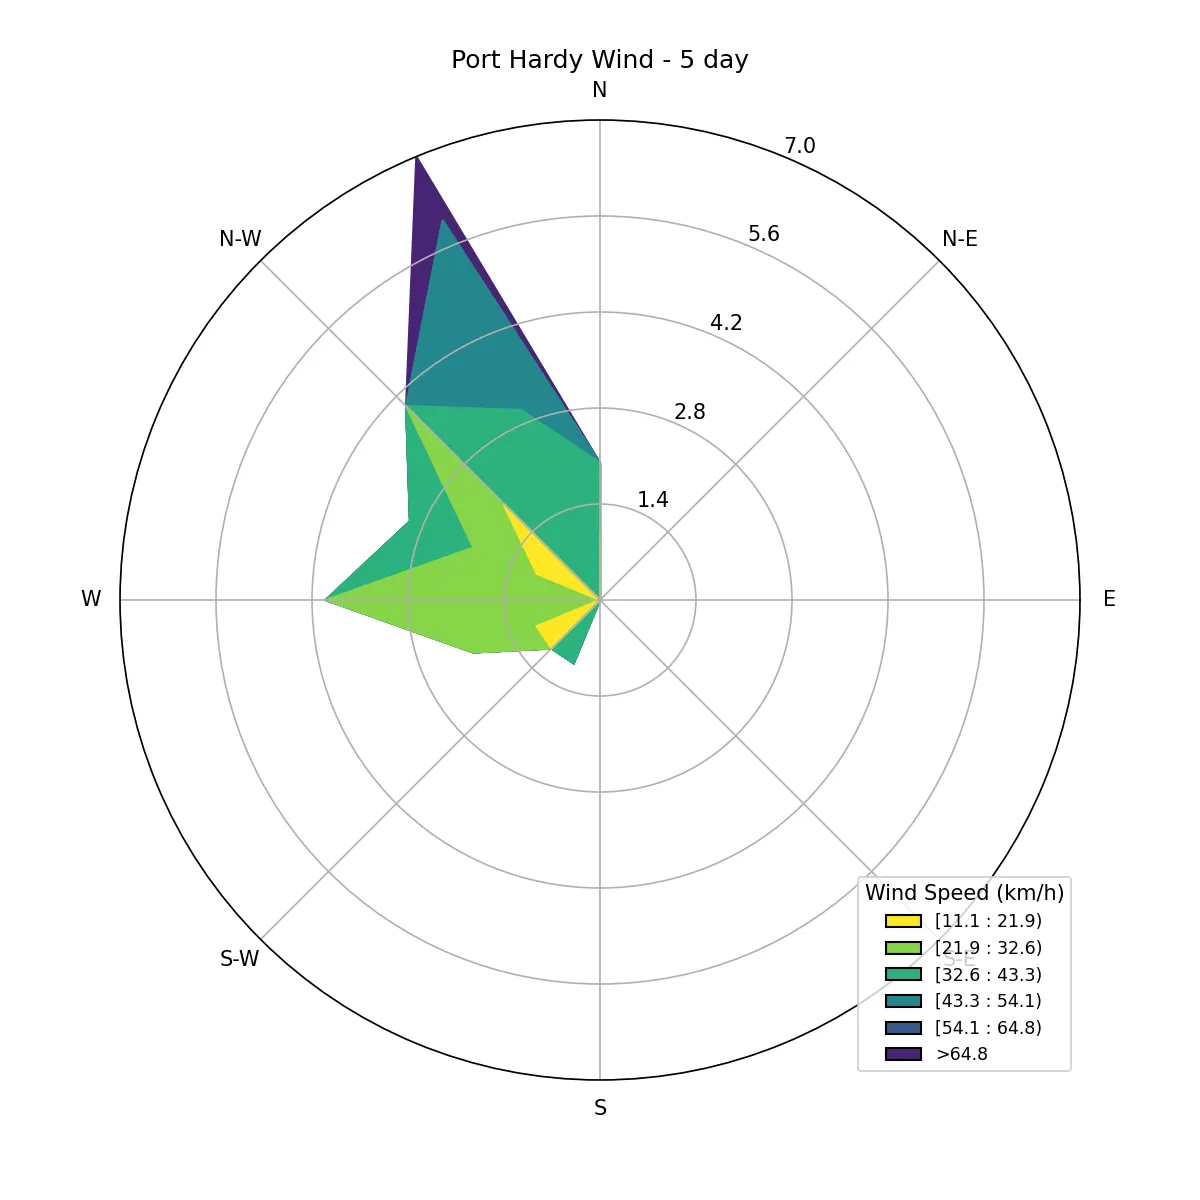 Port Hardy Wind - 5 day
N
7.0
N-W
5.6
N-E
4.2
2.8
1.4
W
E
Wind Speed (km/h)
[11.1 : 21.9)
[21.9 : 32.6)
S-W
S-E
[32.6 : 43.3)
[43.3 : 54.1)
[54.1 : 64.8)
>64.8
S